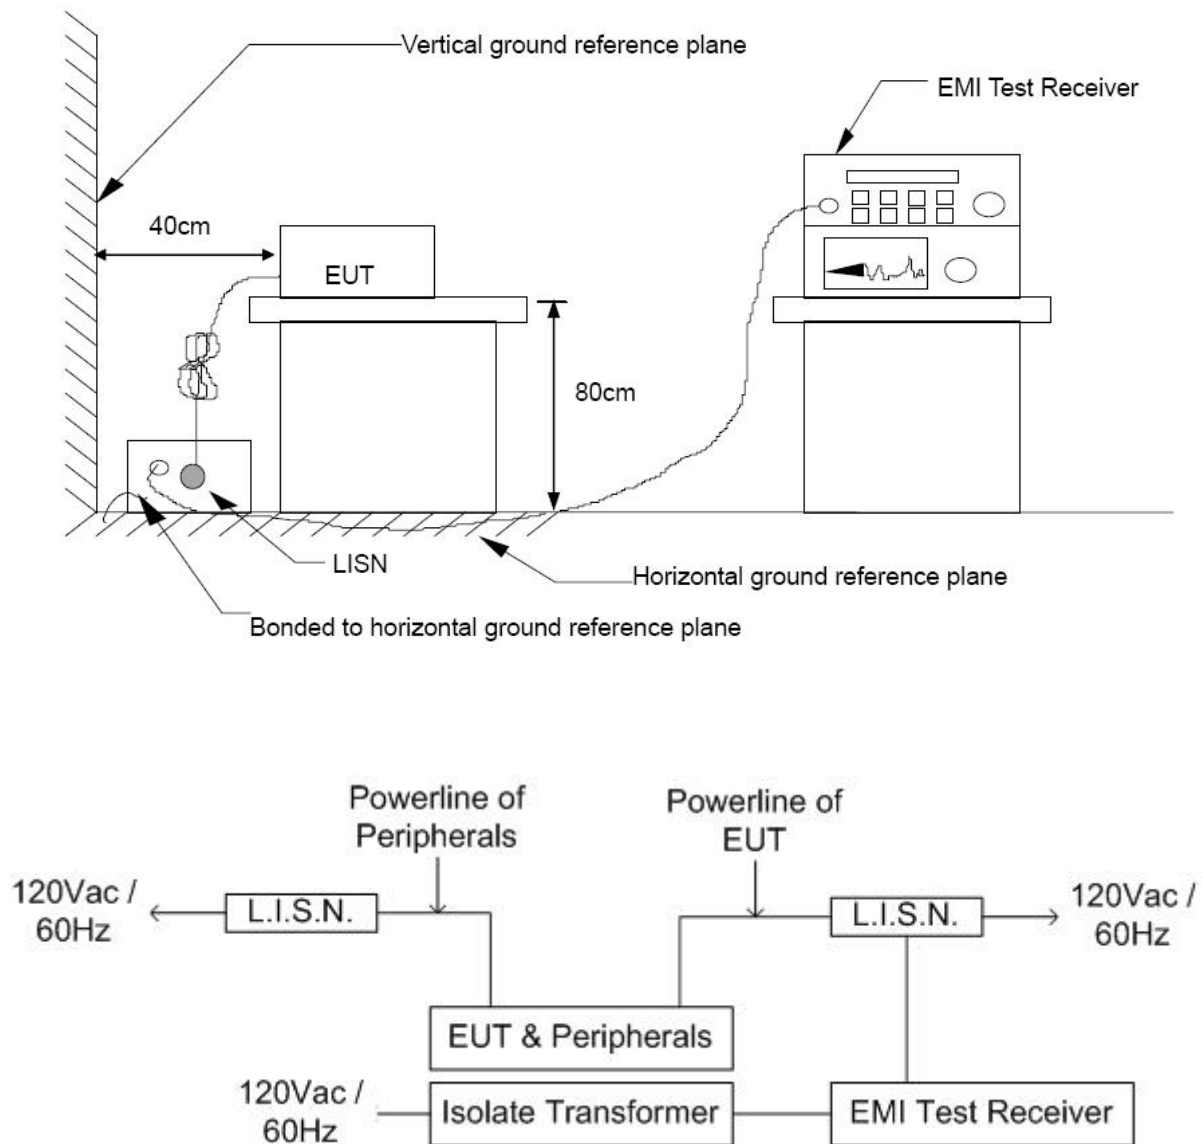 Vertical ground reference plane
EMI Test Receiver
40cm
EUT
80cm
LISN
Horizontal ground reference plane
Bonded to horizontal ground reference plane
Powerline of
Peripherals
Powerline of
EUT
120Vac /
60Hz
L.I.S.N.
L.I.S.N.
120Vac /
60Hz
EUT & Peripherals
120Vac /
60Hz
Isolate Transformer
EMI Test Receiver